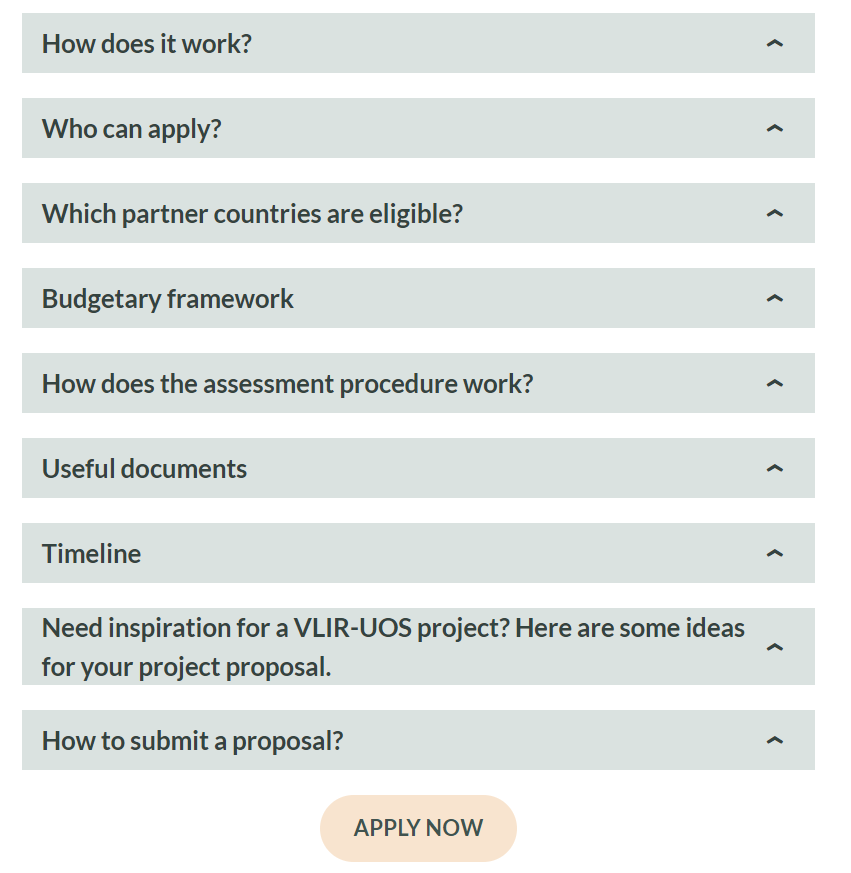 How does it work?
Who can apply?
Which partner countries are eligible?
Budgetary framework
How does the assessment procedure work?
Useful documents
Timeline
Need inspiration for a VLIR-UOS project? Here are some ideas
for your project proposal.
How to submit a proposal?
APPLY NOW